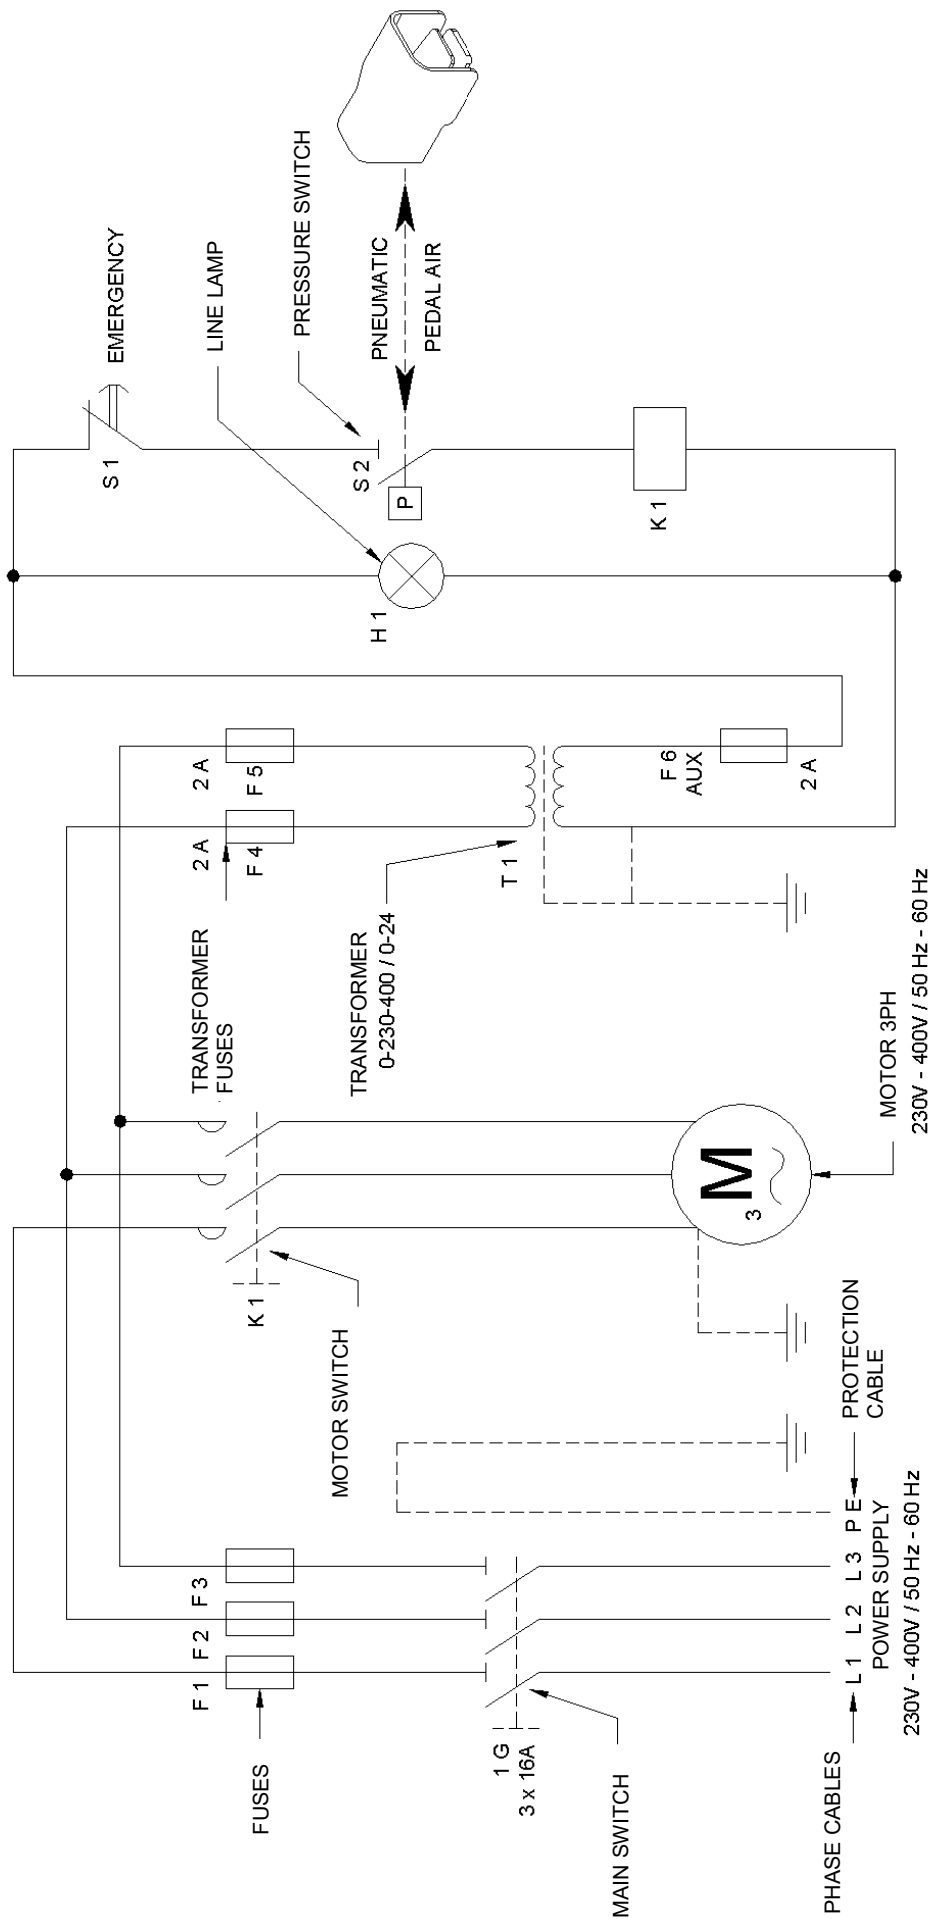 FUSES
F 1
F 2
F 3
1 G
3 x 16A
MAIN SWITCH
PHASE CABLES
L 1
L 2
L 3
P E
POWER SUPPLY
230V - 400V / 50 Hz - 60 Hz
PROTECTION
CABLE
K 1
MOTOR SWITCH
M
3
MOTOR 3PH
230V - 400V / 50 Hz - 60 Hz
TRANSFORMER
FUSES
2 A
F 4
2 A
F 5
TRANSFORMER
0-230-400 / 0-24
T 1
F 6
AUX
2 A
H 1
LINE LAMP
S 1
EMERGENCY
S 2
P
PRESSURE SWITCH
PNEUMATIC
PEDAL AIR
K 1